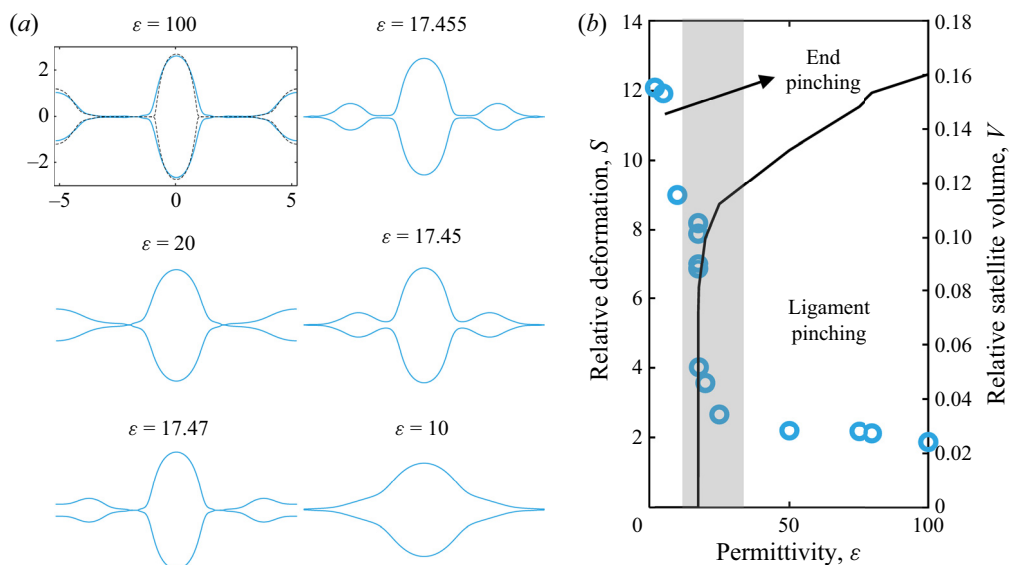 (a)
ε = 100
ε = 17.455
2
0
−2
−5
0
5
ε = 20
ε = 17.45
ε = 17.47
ε = 10
(b)
14
12
10
8
6
4
2
0
Relative deformation, S
End
pinching
Ligament
pinching
0.18
0.16
0.14
0.12
0.10
0.08
0.06
0.04
0.02
0
Relative satellite volume, V
50
100
Permittivity, ε